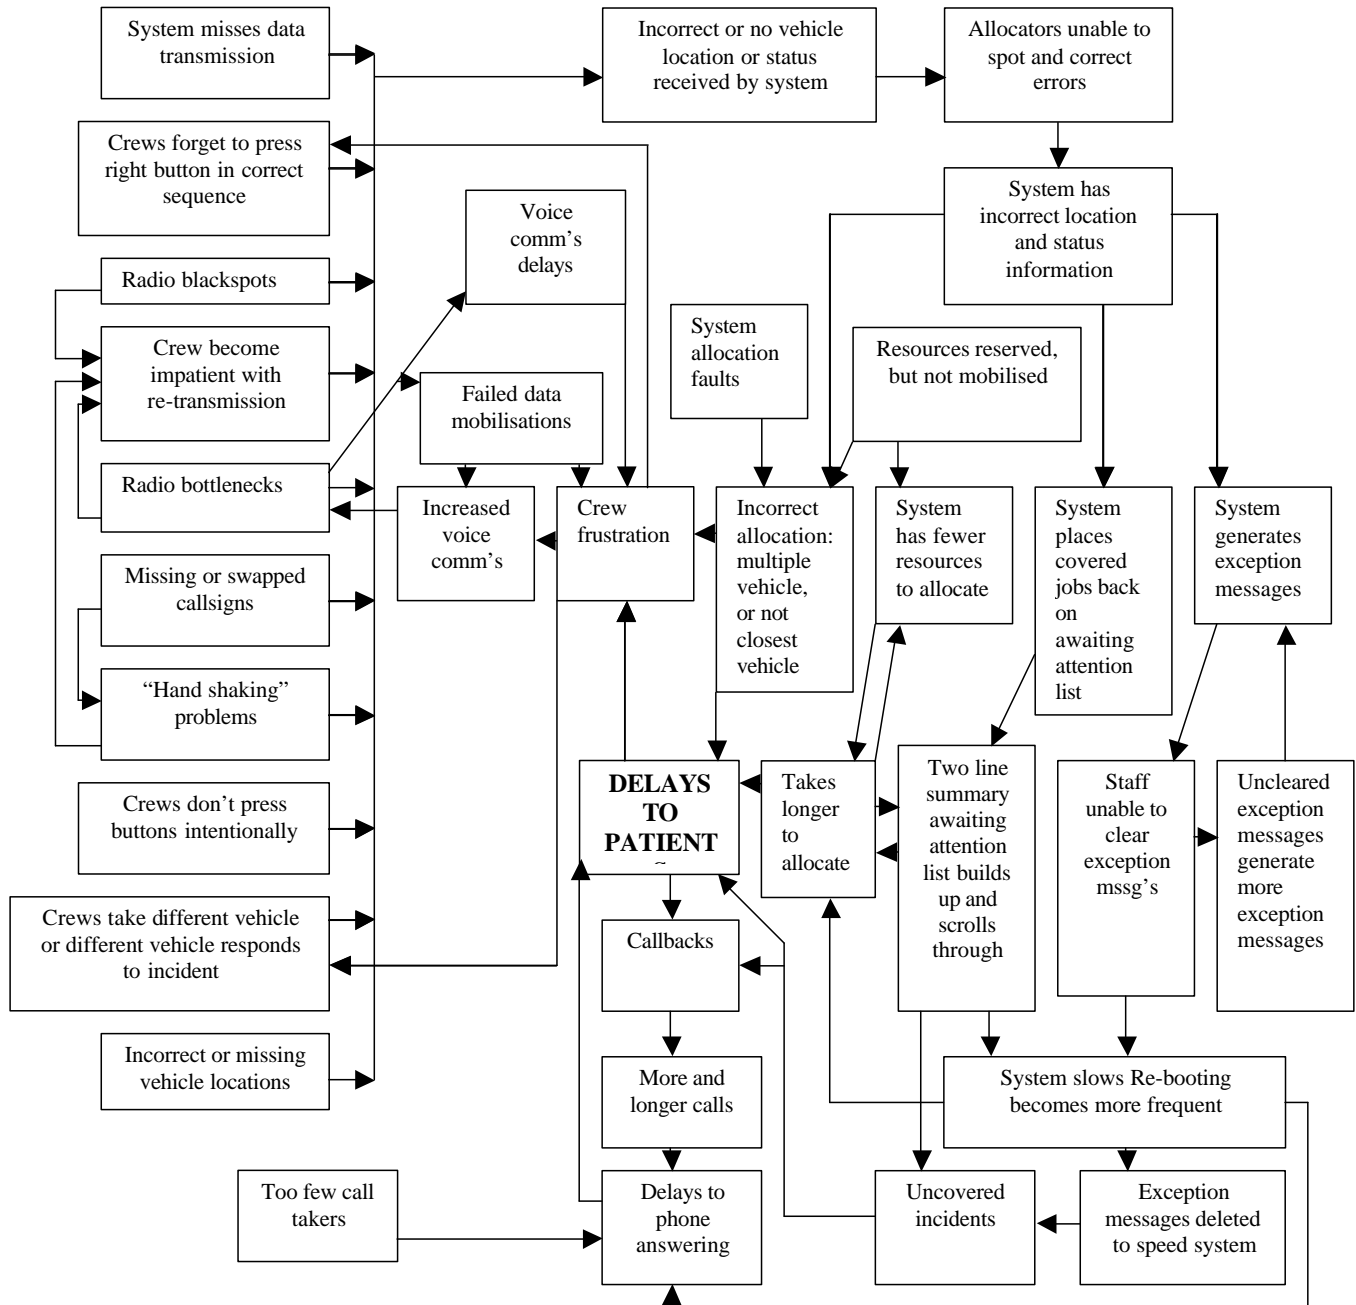 System misses data
transmission
Incorrect or no vehicle
location or status
received by system
Allocators unable to
spot and correct
errors
Crews forget to press
right button in correct
sequence
Voice
comm’s
delays
System has
incorrect location
and status
information
Radio blackspots
Crew become
impatient with
re-transmission
System
allocation
faults
Resources reserved,
but not mobilised
Failed data
mobilisations
Radio bottlenecks
Increased
voice
comm’s
Crew
frustration
Incorrect
allocation:
multiple
vehicle,
or not
closest
vehicle
System
has fewer
resources
to allocate
System
places
covered
jobs back
on
awaiting
attention
list
System
generates
exception
messages
Missing or swapped
callsigns
“Hand shaking”
problems
Crews don’t press
buttons intentionally
DELAYS
TO
PATIENT
Takes
longer
to
allocate
Two line
summary
awaiting
attention
list builds
up and
scrolls
through
Staff
unable to
clear
exception
mssg’s
Uncleared
exception
messages
generate
more
exception
messages
Crews take different vehicle
or different vehicle responds
to incident
Callbacks
Incorrect or missing
vehicle locations
More and
longer calls
System slows Re-booting
becomes more frequent
Too few call
takers
Delays to
phone
answering
Uncovered
incidents
Exception
messages deleted
to speed system